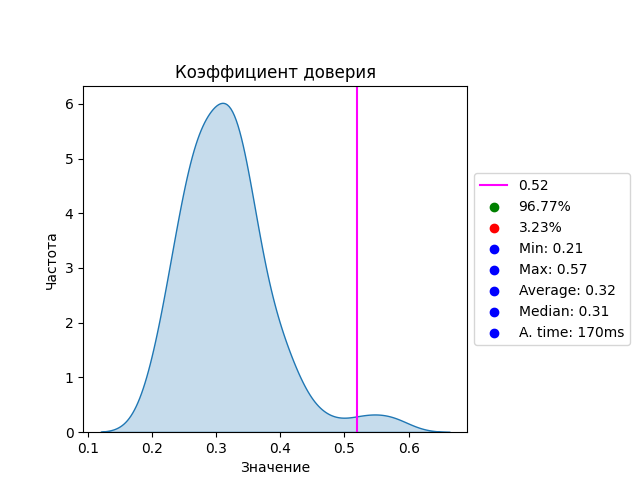 Коэффициент доверия
6
5
4
3
2
1
0
Частота
0.1 0.2 0.3 0.4 0.5 0.6
Значение
0.52
96.77%
3.23%
Min: 0.21
Max: 0.57
Average: 0.32
Median: 0.31
A. time: 170ms